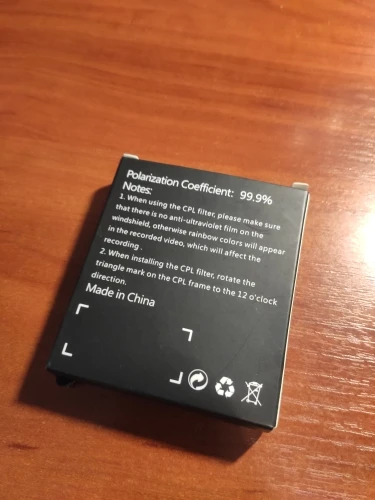 Polarization Coefficient: 99.9%
Notes:
1. When using the CPL filter, please make sure
that there is no anti-ultraviolet film on the
windshield, otherwise rainbow colors will appear
in the recorded video, which will affect the
recording .
2. When installing the CPL filter, rotate the
triangle mark on the CPL frame to the 12 o'clock
direction.
Made in China